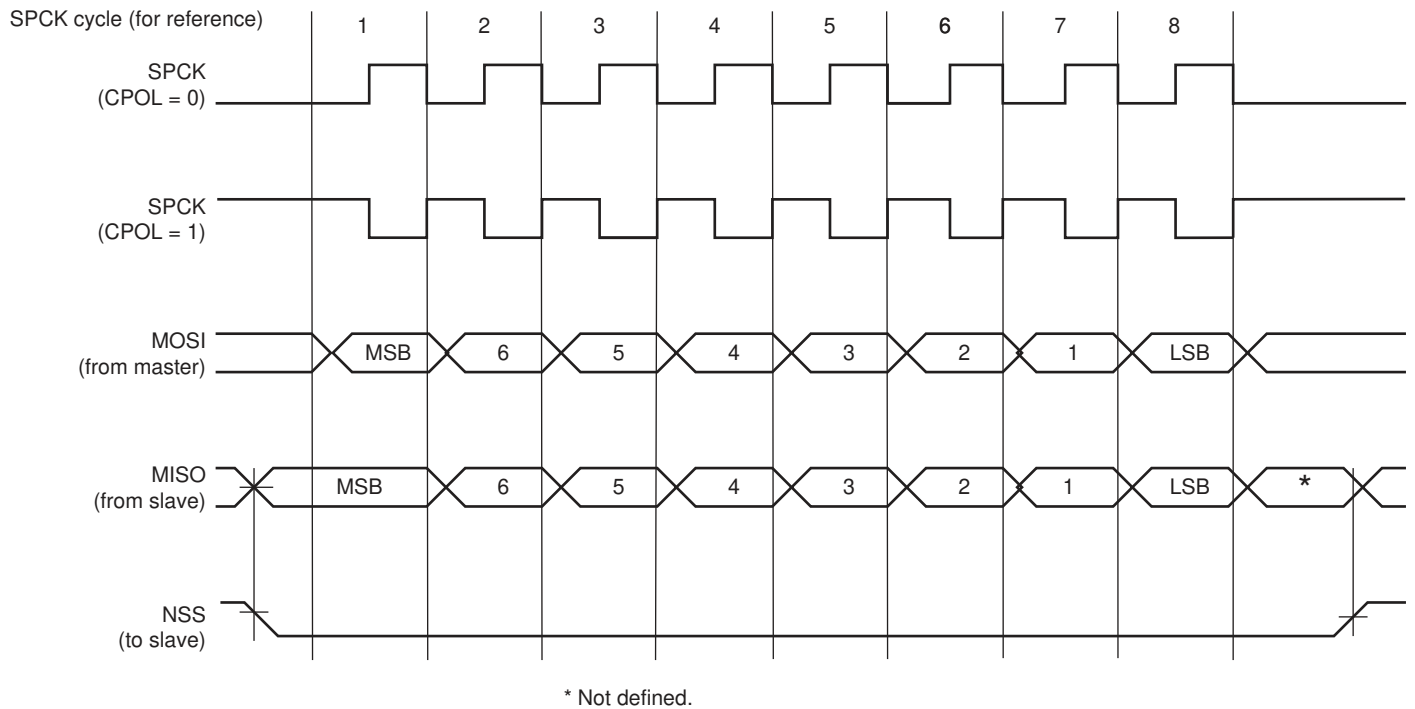 SPCK cycle (for reference)
1 2 3 4 5 6 7 8
SPCK
(CPOL = 0)
SPCK
(CPOL = 1)
MOSI
(from master)
MSB 6 5 4 3 2 1 LSB
MISO
(from slave)
MSB 6 5 4 3 2 1 LSB *
NSS
(to slave)
* Not defined.